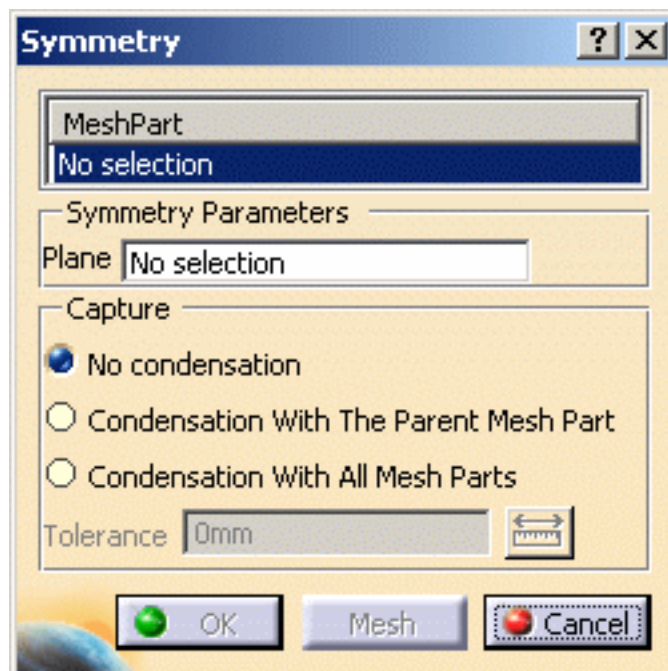 Symmetry
MeshPart
No selection
Symmetry Parameters
Plane No selection
Capture
No condensation
Condensation With The Parent Mesh Part
Condensation With All Mesh Parts
Tolerance 0mm
OK Mesh Cancel